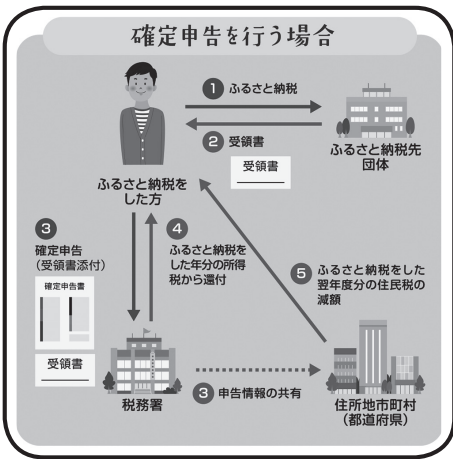 確定申告を行う場合
1 ふるさと納税
2 受領書
受領書
ふるさと納税先
団体
ふるさと納税を
した方
3
確定申告
（受領書添付）
確定申告書
受領書
4
ふるさと納税を
した年分の所得
税から還付
5 ふるさと納税をした
翌年度分の住民税の
減額
税務署
3 申告情報の共有
住所地市町村
（都道府県）